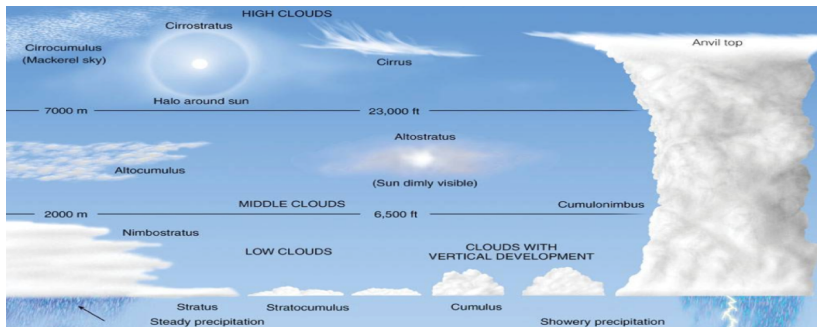 HIGH CLOUDS
Cirrostratus
Cirrocumulus
(Mackerel sky)
Cirrus
Anvil top
Halo around sun
7000 m
23,000 ft
Altostratus
Altocumulus
(Sun dimly visible)
MIDDLE CLOUDS
Cumulonimbus
2000 m
6,500 ft
Nimbostratus
LOW CLOUDS
CLOUDS WITH
VERTICAL DEVELOPMENT
Stratus
Stratocumulus
Cumulus
Steady precipitation
Showery precipitation